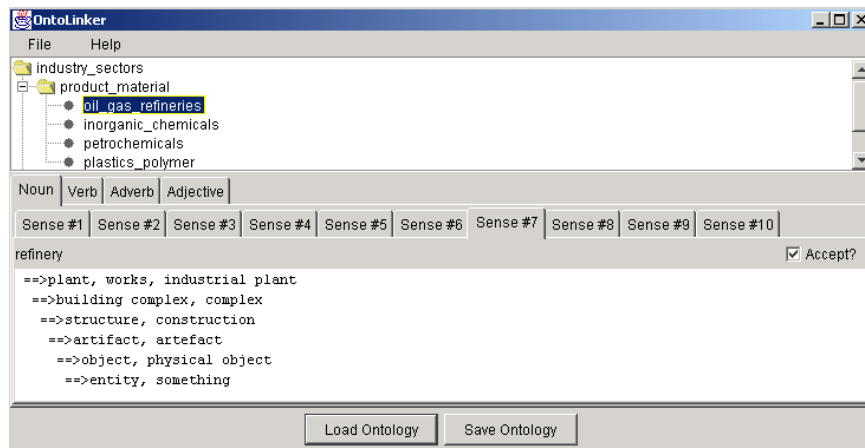 OntoLinker
File Help
industry_sectors
product_material
oil_gas_refineries
inorganic_chemicals
petrochemicals
plastics_polymer
Noun Verb Adverb Adjective
Sense #1 Sense #2 Sense #3 Sense #4 Sense #5 Sense #6 Sense #7 Sense #8 Sense #9 Sense #10
refinery Accept?
==>plant, works, industrial plant
==>building complex, complex
==>structure, construction
==>artifact, artefact
==>object, physical object
==>entity, something
Load Ontology Save Ontology